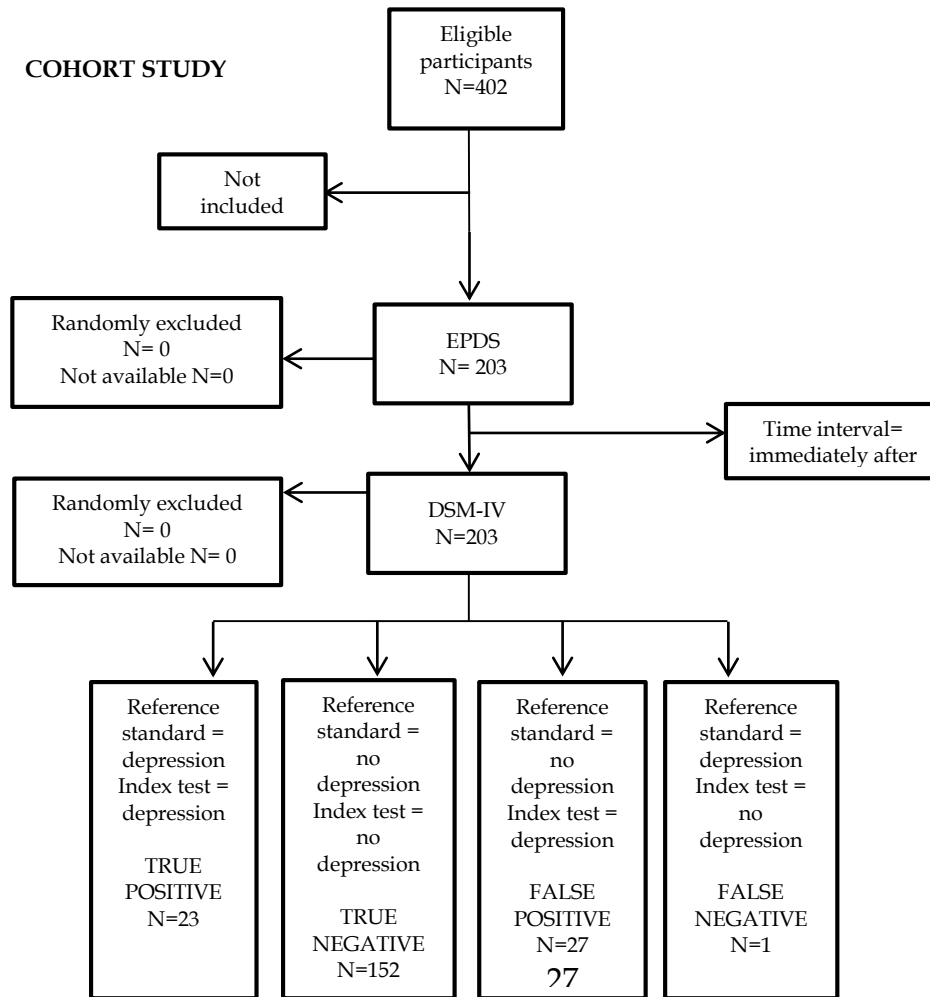 COHORT STUDY
Eligible
participants
N=402
Not
included
Randomly excluded
N= 0
Not available N=0
EPDS
N= 203
Time interval=
immediately after
Randomly excluded
N= 0
Not available N= 0
DSM-IV
N=203
Reference
standard =
depression
Index test =
depression
TRUE
POSITIVE
N=23
Reference
standard =
no
depression
Index test =
no
depression
TRUE
NEGATIVE
N=152
Reference
standard =
no
depression
Index test =
depression
FALSE
POSITIVE
N=27
27
Reference
standard =
depression
Index test =
no
depression
FALSE
NEGATIVE
N=1